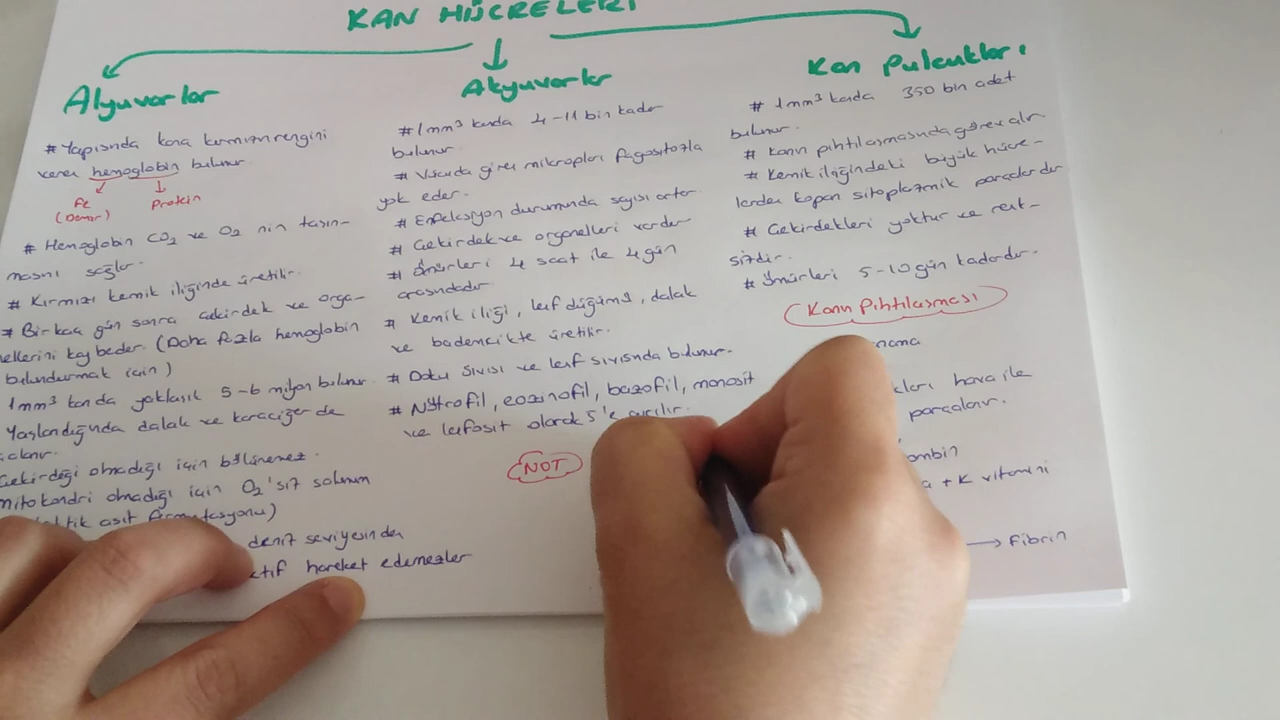 KAN HÜCRELERİ
Alyuvarlar
# Yapısında kana kırmızı rengini
veren hemoglobin bulunur.
Fe
(Demir)
Protein
# Hemoglobin CO2 ve O2 nin taşın-
masını sağlar.
# Kırmızı kemik iliğinde üretilir.
# Birkaç gün sonra çekirdek ve orga-
nellerini kaybeder. (Daha fazla hemoglobin
bulundurmak için)
1mm³ kanda yaklaşık 5-6 milyon bulunur.
Yaşlandığında dalak ve karaciğerde
Çekirdeği olmadığı için bölünemez.
mitokondri olmadığı için O2'siz solunum
asit fermantasyonu)
deniz seviyesinden
hareket edemezler
Akyuvarlar
# 1mm³ kanda 4-11 bin kadar
bulunur.
# Vücuda giren mikropları fagositozla
yok eder.
# Enfeksiyon durumunda sayısı artar
# Çekirdek ve organelleri vardır
# Ömürleri 4 saat ile 4 gün
arasındadır
# Kemik iliği, lenf düğümü, dalak
ve bademcikte üretilir.
# Doku sıvısı ve lenf sıvısında bulunur.
# Nötrofil, eozinofil, bazofil, monosit
ve lenfosit olarak 5'e ayrılır.
NOT
Kan Pulcukları
# 1mm³ kanda 350 bin adet
bulunur.
# Kanın pıhtılaşmasında görev alır.
# Kemik iliğindeki büyük hücre-
lerden kopan sitoplazmik parçalardır
# Çekirdekleri yoktur ve renk-
sizdir.
# Ömürleri 5-10 gün kadardır.
Kanın Pıhtılaşması
hava ile
parçalanır.
+ K vitamini
→ Fibrin